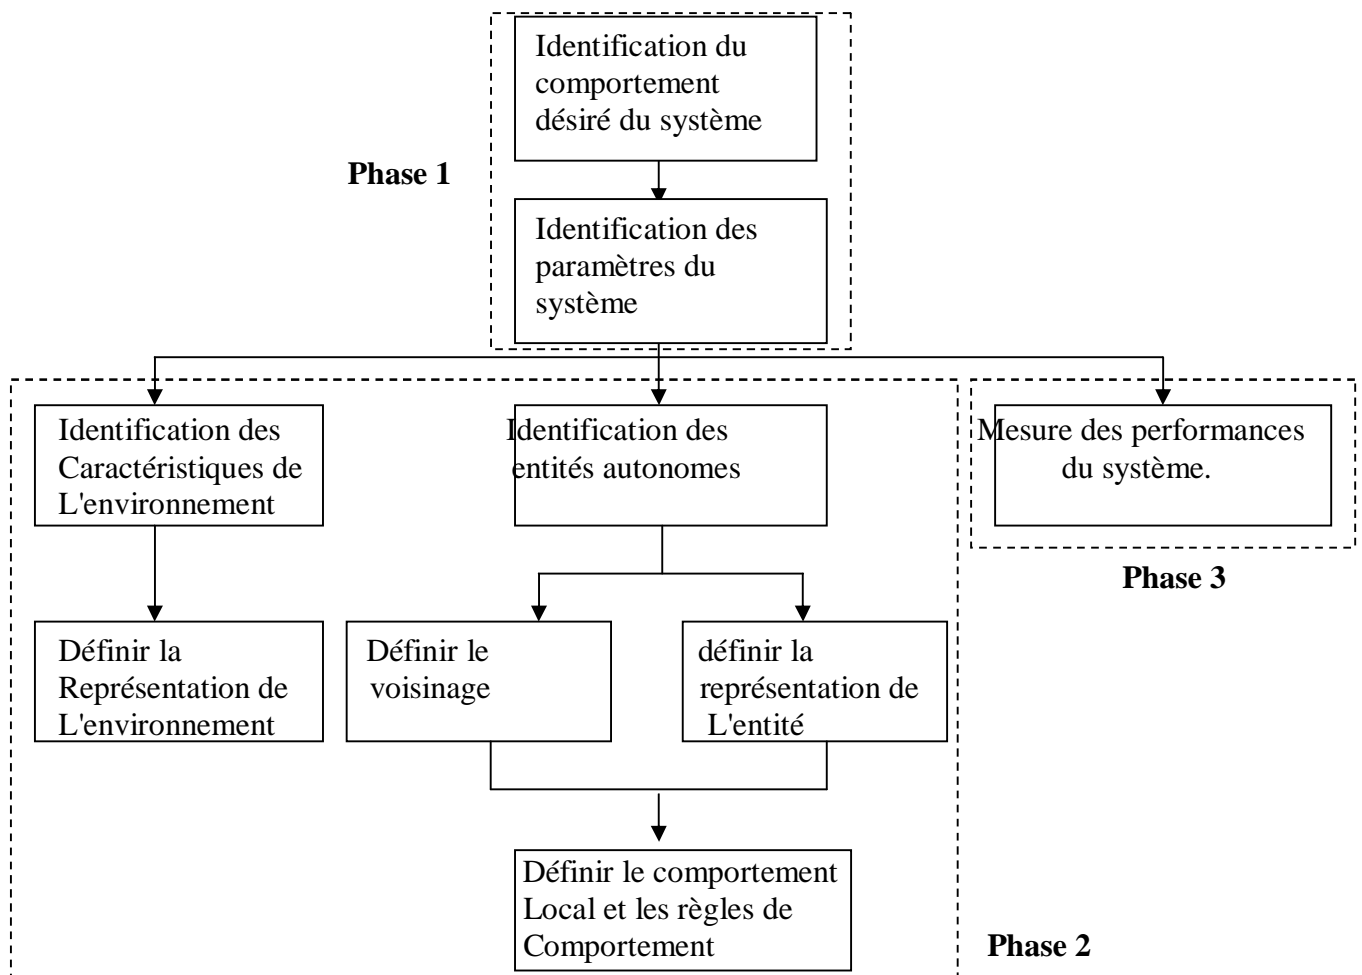 Identification du
comportement
désiré du système
Phase 1
Identification des
paramètres du
système
Identification des
Caractéristiques de
L'environnement
Identification des
entités autonomes
Mesure des performances
du système.
Phase 3
Définir la
Représentation de
L'environnement
Définir le
voisinage
définir la
représentation de
L'entité
Définir le comportement
Local et les règles de
Comportement
Phase 2